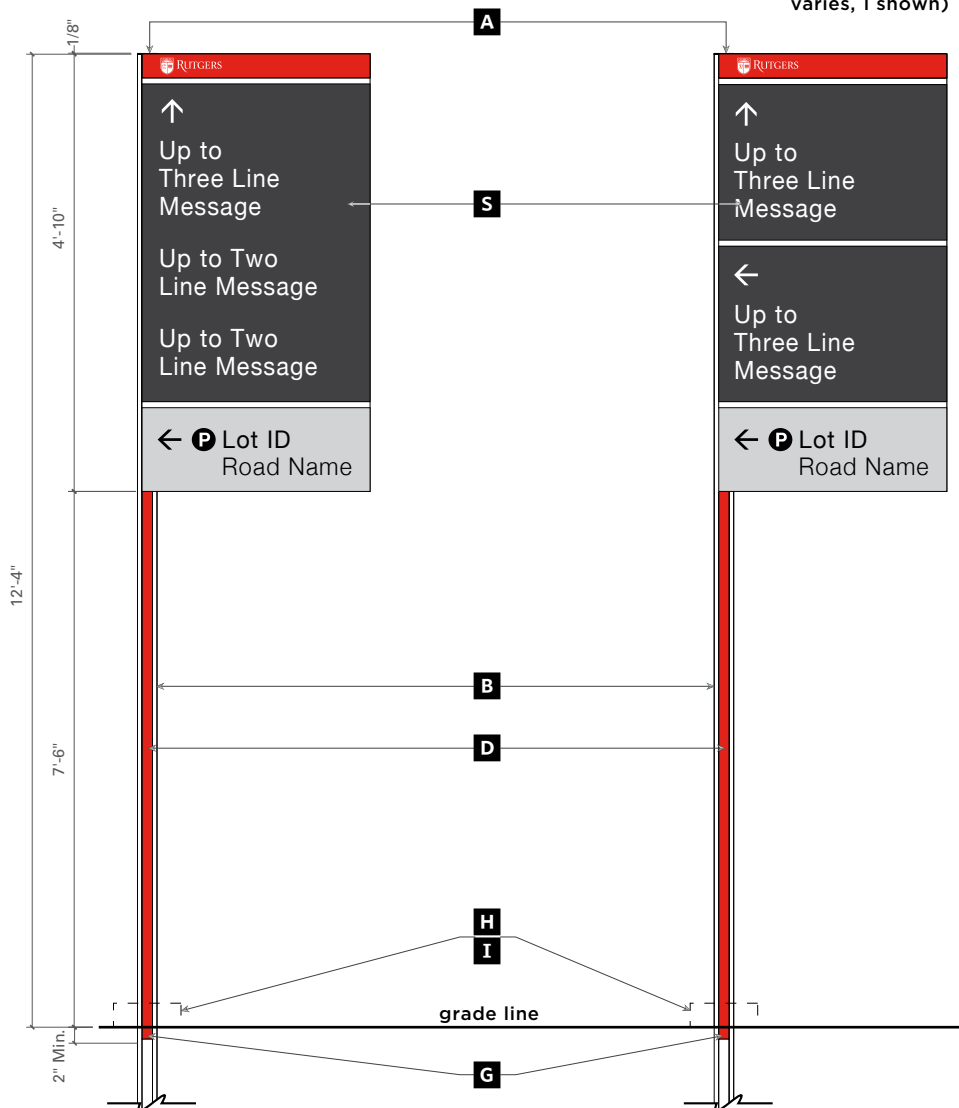 varies, 1 shown)
A
1/8"
RUTGERS
↑
Up to
Three Line
Message
Up to Two
Line Message
Up to Two
Line Message
← P Lot ID
Road Name
RUTGERS
↑
Up to
Three Line
Message
←
Up to
Three Line
Message
← P Lot ID
Road Name
S
4'-10"
12'-4"
B
D
7'-6"
H
I
grade line
2" Min.
G